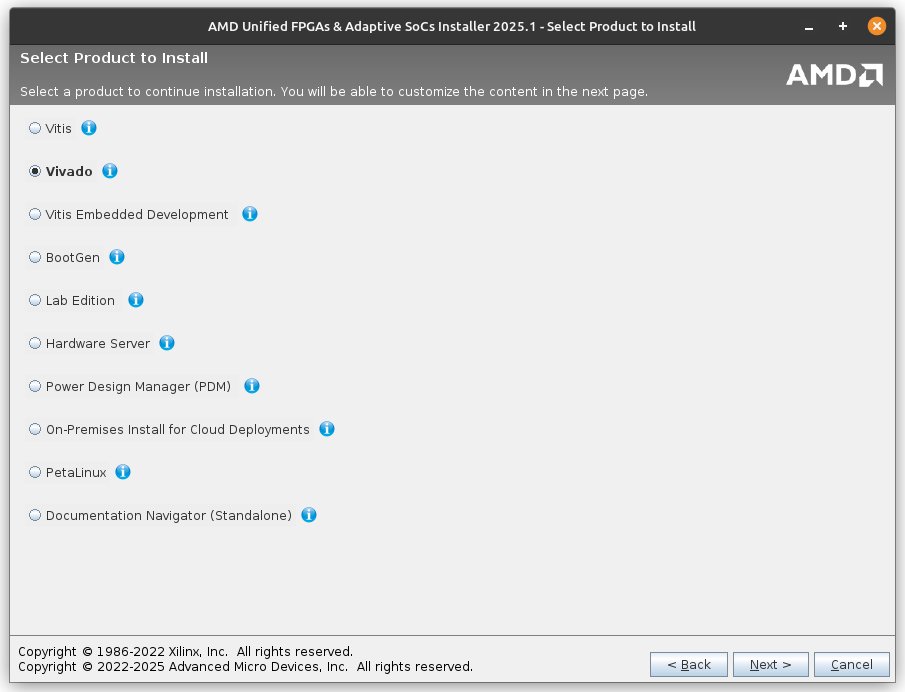 AMD Unified FPGAs & Adaptive SoCs Installer 2025.1 - Select Product to Install
Select Product to Install
AMD
Select a product to continue installation. You will be able to customize the content in the next page.
Vitis
Vivado
Vitis Embedded Development
BootGen
Lab Edition
Hardware Server
Power Design Manager (PDM)
On-Premises Install for Cloud Deployments
PetaLinux
Documentation Navigator (Standalone)
Copyright © 1986-2022 Xilinx, Inc. All rights reserved.
Copyright © 2022-2025 Advanced Micro Devices, Inc. All rights reserved.
< Back Next > Cancel